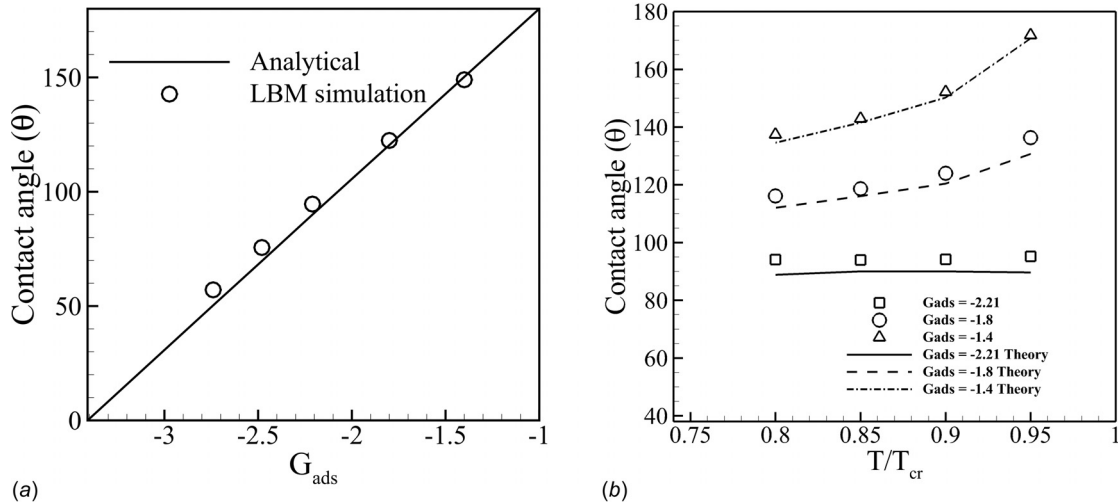 Contact angle (θ)
150
100
50
0
Analytical
LBM simulation
-3
-2.5
-2
-1.5
-1
Gads
(a)
Contact angle (θ)
180
160
140
120
100
80
60
40
Gads = -2.21
Gads = -1.8
Gads = -1.4
Gads = -2.21 Theory
Gads = -1.8 Theory
Gads = -1.4 Theory
0.75
0.8
0.85
0.9
0.95
1
T/Tcr
(b)